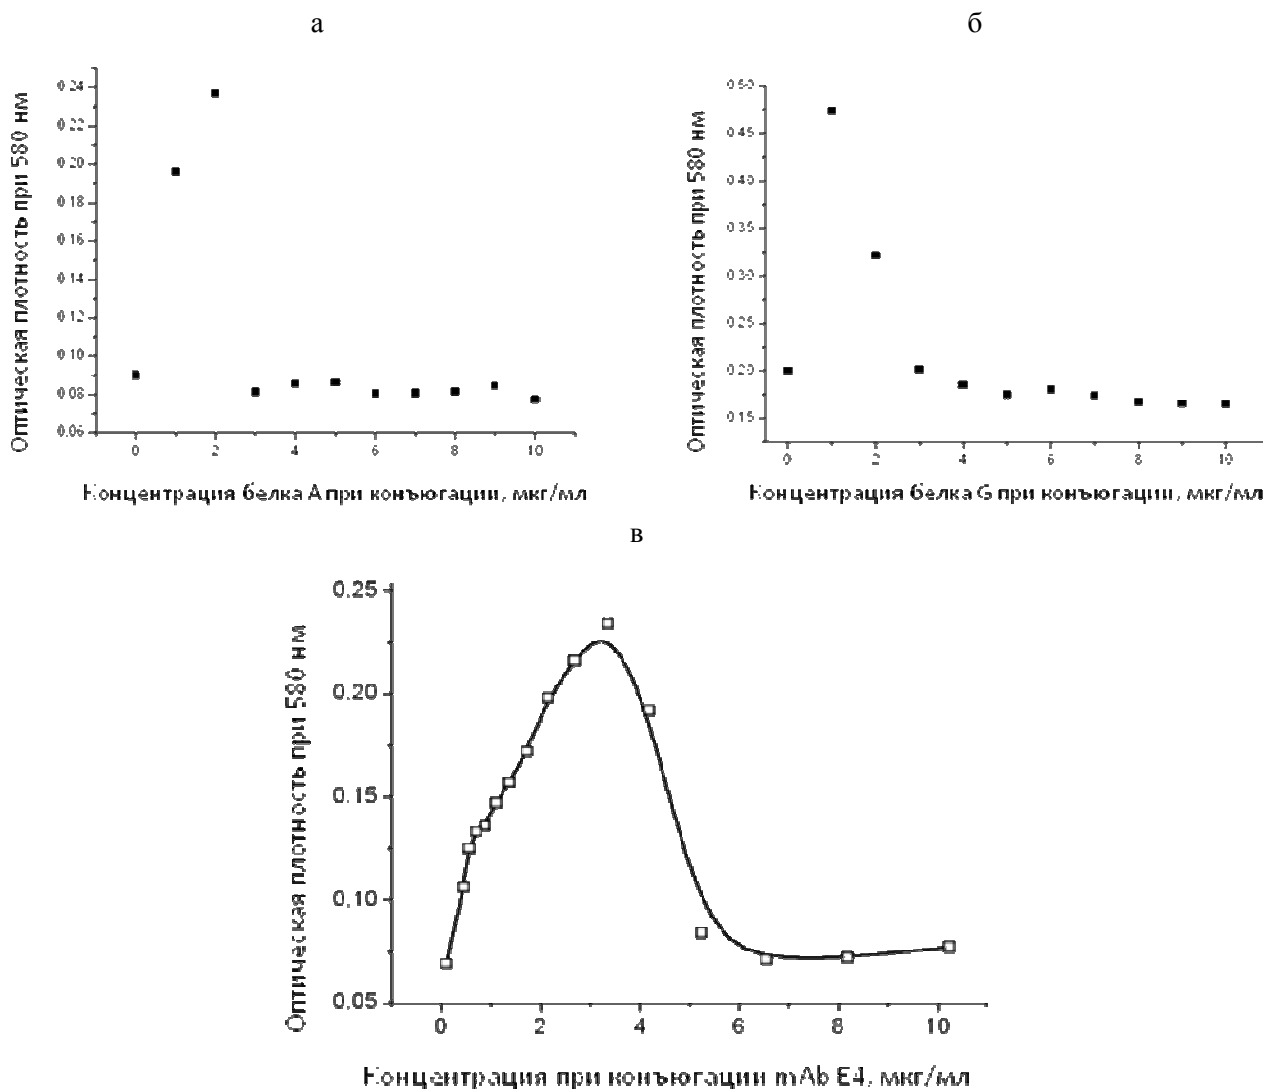 а
б
Оптическая плотность при 580 нм
0,24
0,22
0,20
0,18
0,16
0,14
0,12
0,10
0,08
0,06
0 2 4 6 8 10
Концентрация белка А при конъюгации, мкг/мл
Оптическая плотность при 580 нм
0,50
0,45
0,40
0,35
0,30
0,25
0,20
0,15
0 2 4 6 8 10
Концентрация белка G при конъюгации, мкг/мл
в
Оптическая плотность при 580 нм
0,25
0,20
0,15
0,10
0,05
0 2 4 6 8 10
Концентрация при конъюгации mAb E4, мкг/мл